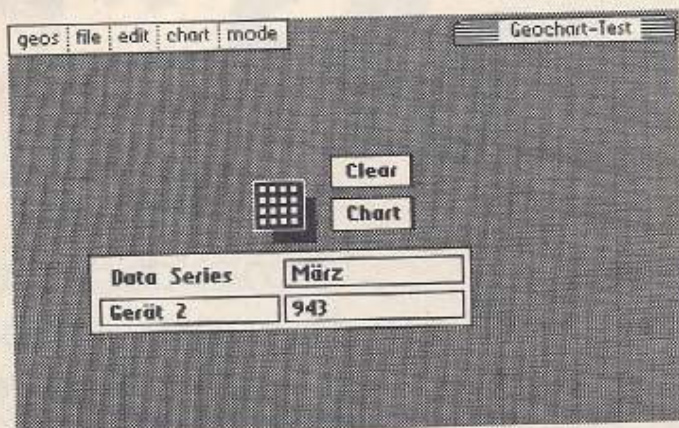 geos file edit chart mode
Geochart-Test
Clear
Chart
Data Series März
Gerät 2 943